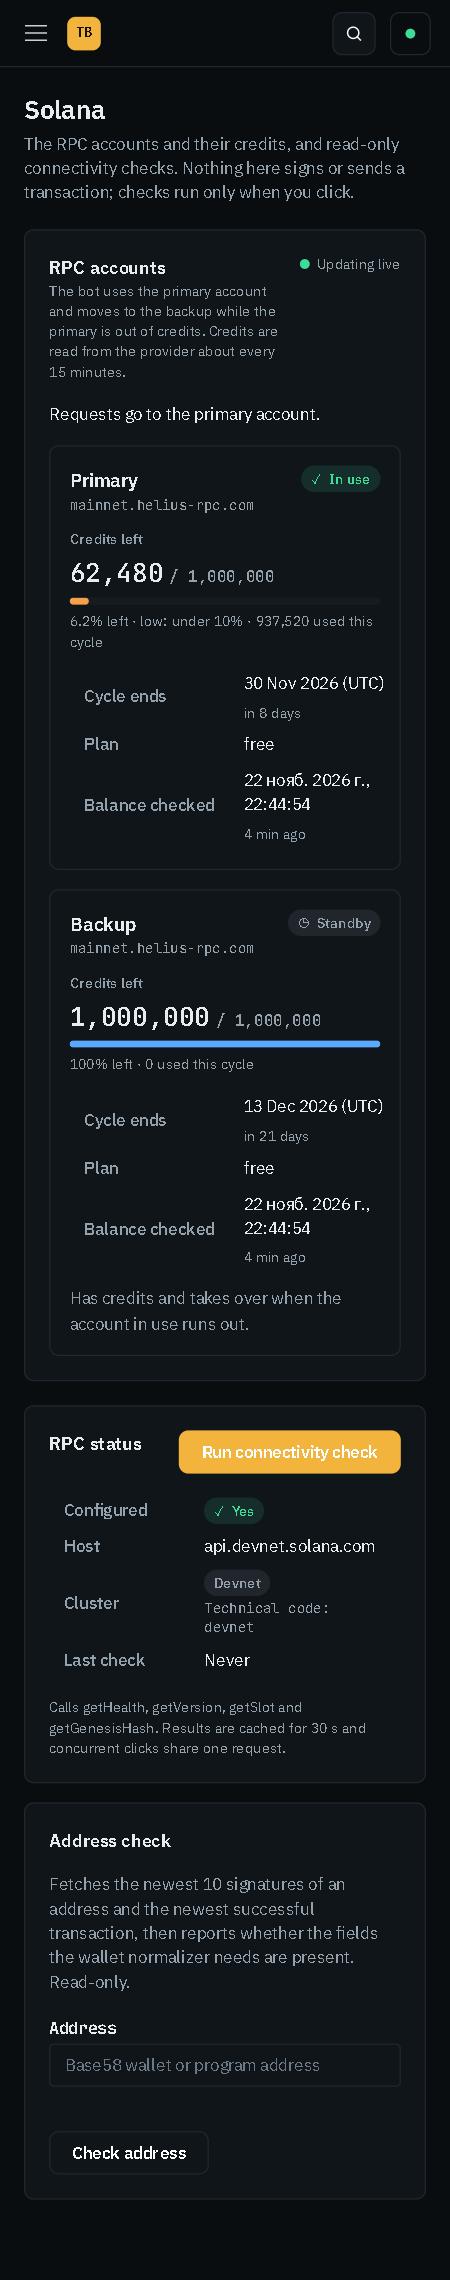 TB
Solana
The RPC accounts and their credits, and read-only
connectivity checks. Nothing here signs or sends a
transaction; checks run only when you click.
RPC accounts
Updating live
The bot uses the primary account
and moves to the backup while the
primary is out of credits. Credits are
read from the provider about every
15 minutes.
Requests go to the primary account.
Primary
✓ In use
mainnet.helius-rpc.com
Credits left
62,480 / 1,000,000
6.2% left · low: under 10% · 937,520 used this
cycle
Cycle ends
30 Nov 2026 (UTC)
in 8 days
Plan
free
Balance checked
22 нояб. 2026 г.,
22:44:54
4 min ago
Backup
Standby
mainnet.helius-rpc.com
Credits left
1,000,000 / 1,000,000
100% left · 0 used this cycle
Cycle ends
13 Dec 2026 (UTC)
in 21 days
Plan
free
Balance checked
22 нояб. 2026 г.,
22:44:54
4 min ago
Has credits and takes over when the
account in use runs out.
RPC status
Run connectivity check
Configured
✓ Yes
Host
api.devnet.solana.com
Cluster
Devnet
Technical code:
devnet
Last check
Never
Calls getHealth, getVersion, getSlot and
getGenesisHash. Results are cached for 30 s and
concurrent clicks share one request.
Address check
Fetches the newest 10 signatures of an
address and the newest successful
transaction, then reports whether the fields
the wallet normalizer needs are present.
Read-only.
Address
Base58 wallet or program address
Check address